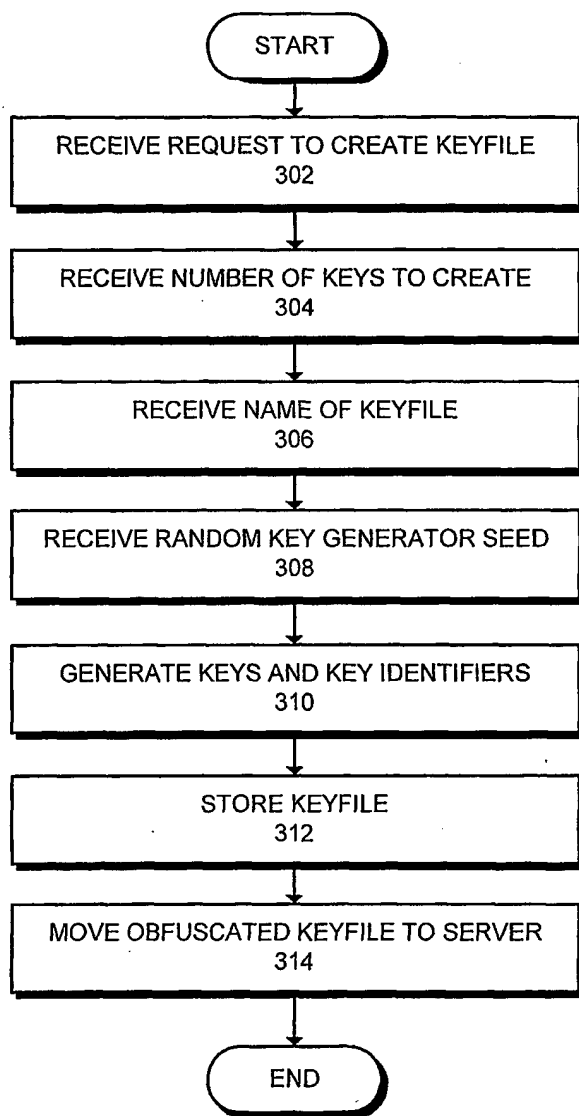 START
RECEIVE REQUEST TO CREATE KEYFILE
302
RECEIVE NUMBER OF KEYS TO CREATE
304
RECEIVE NAME OF KEYFILE
306
RECEIVE RANDOM KEY GENERATOR SEED
308
GENERATE KEYS AND KEY IDENTIFIERS
310
STORE KEYFILE
312
MOVE OBFUSCATED KEYFILE TO SERVER
314
END